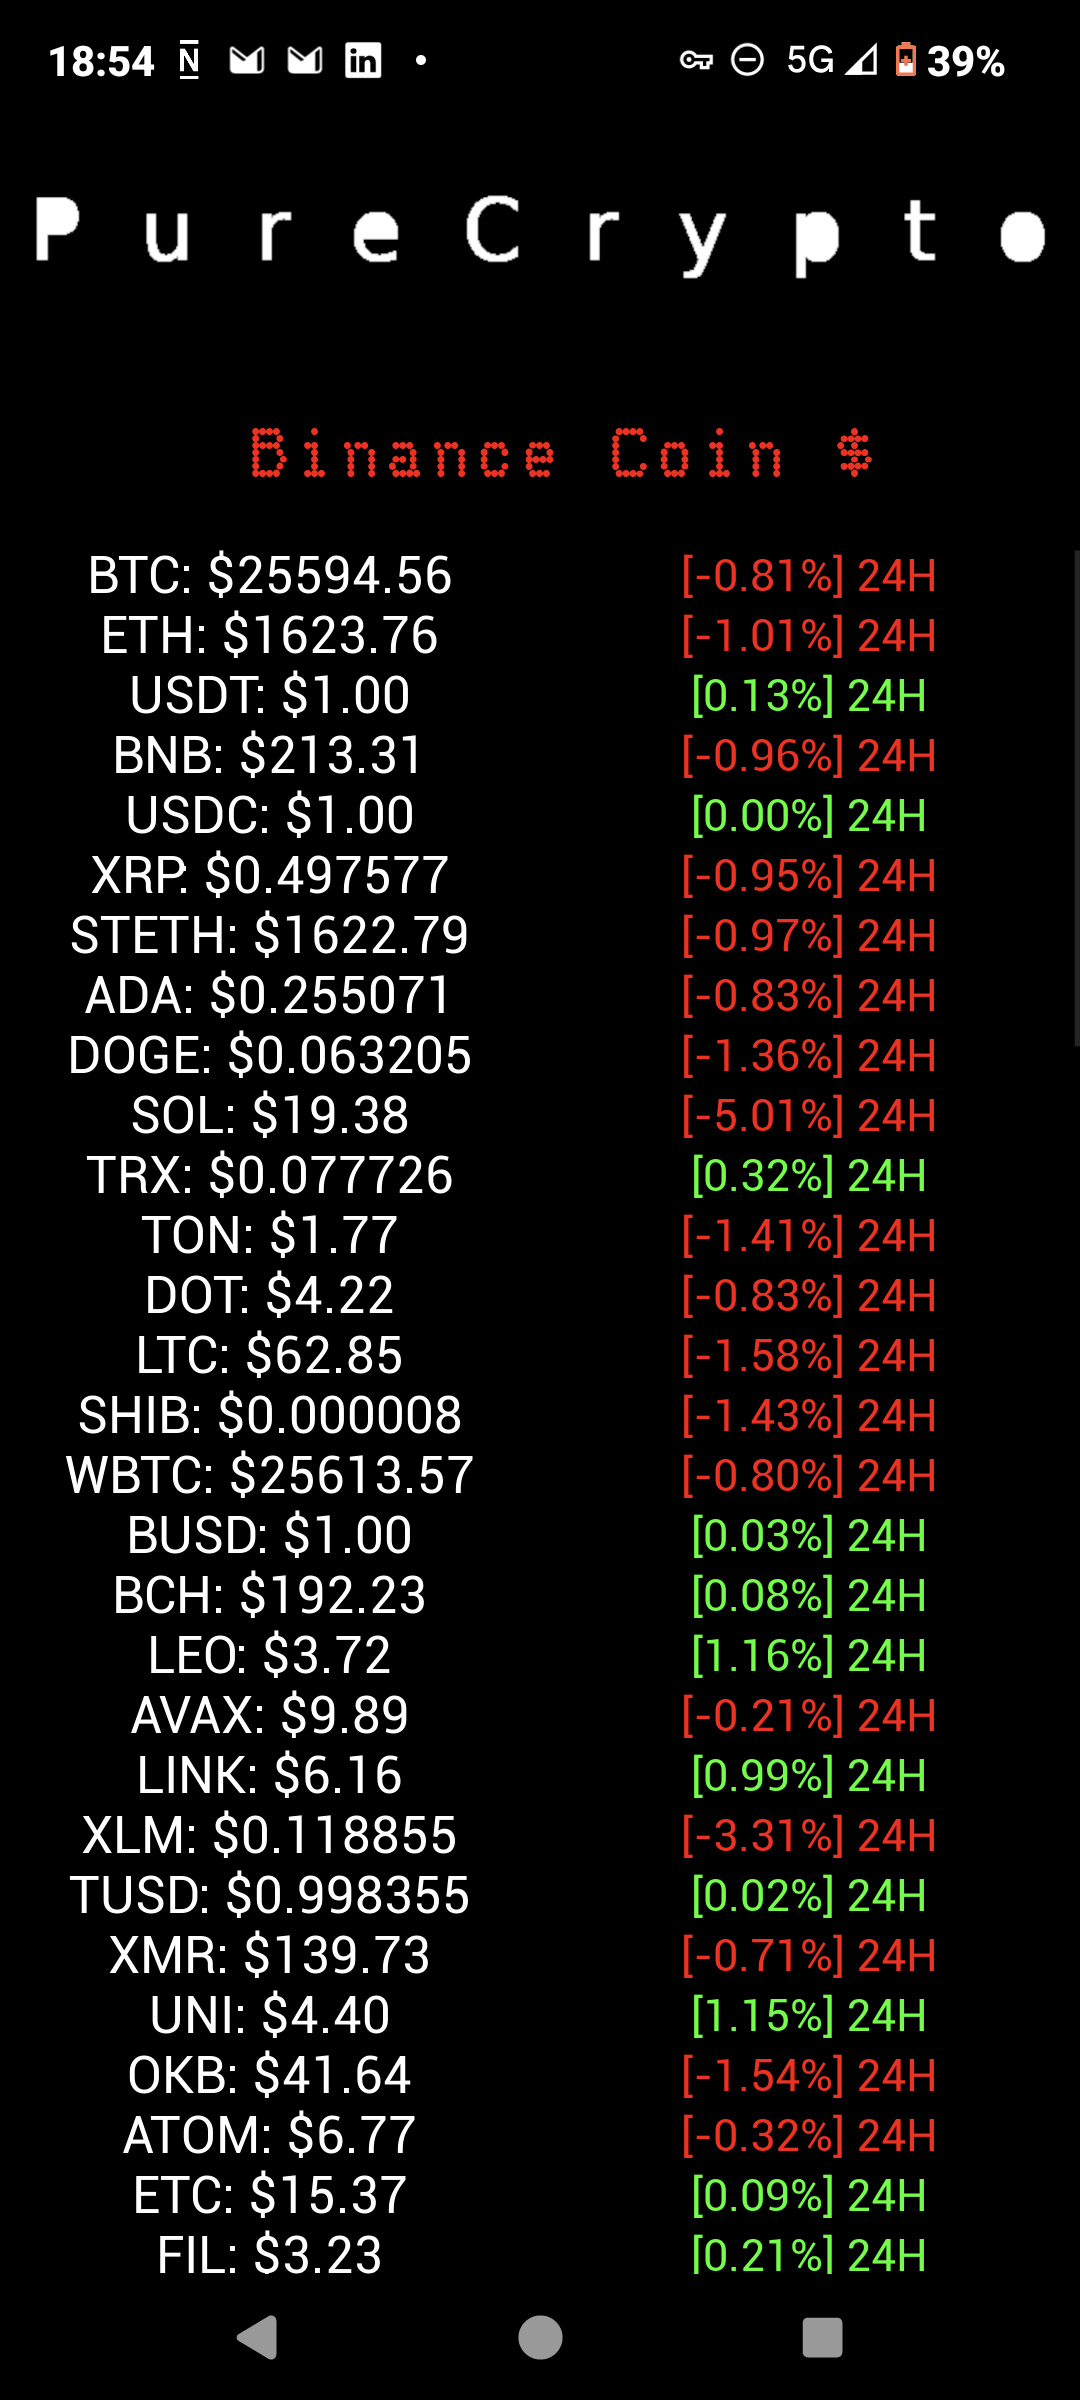 18:54 N in 5G 39%
PureCrypto
Binance Coin $
BTC: $25594.56 [-0.81%] 24H
ETH: $1623.76 [-1.01%] 24H
USDT: $1.00 [0.13%] 24H
BNB: $213.31 [-0.96%] 24H
USDC: $1.00 [0.00%] 24H
XRP: $0.497577 [-0.95%] 24H
STETH: $1622.79 [-0.97%] 24H
ADA: $0.255071 [-0.83%] 24H
DOGE: $0.063205 [-1.36%] 24H
SOL: $19.38 [-5.01%] 24H
TRX: $0.077726 [0.32%] 24H
TON: $1.77 [-1.41%] 24H
DOT: $4.22 [-0.83%] 24H
LTC: $62.85 [-1.58%] 24H
SHIB: $0.000008 [-1.43%] 24H
WBTC: $25613.57 [-0.80%] 24H
BUSD: $1.00 [0.03%] 24H
BCH: $192.23 [0.08%] 24H
LEO: $3.72 [1.16%] 24H
AVAX: $9.89 [-0.21%] 24H
LINK: $6.16 [0.99%] 24H
XLM: $0.118855 [-3.31%] 24H
TUSD: $0.998355 [0.02%] 24H
XMR: $139.73 [-0.71%] 24H
UNI: $4.40 [1.15%] 24H
OKB: $41.64 [-1.54%] 24H
ATOM: $6.77 [-0.32%] 24H
ETC: $15.37 [0.09%] 24H
FIL: $3.23 [0.21%] 24H